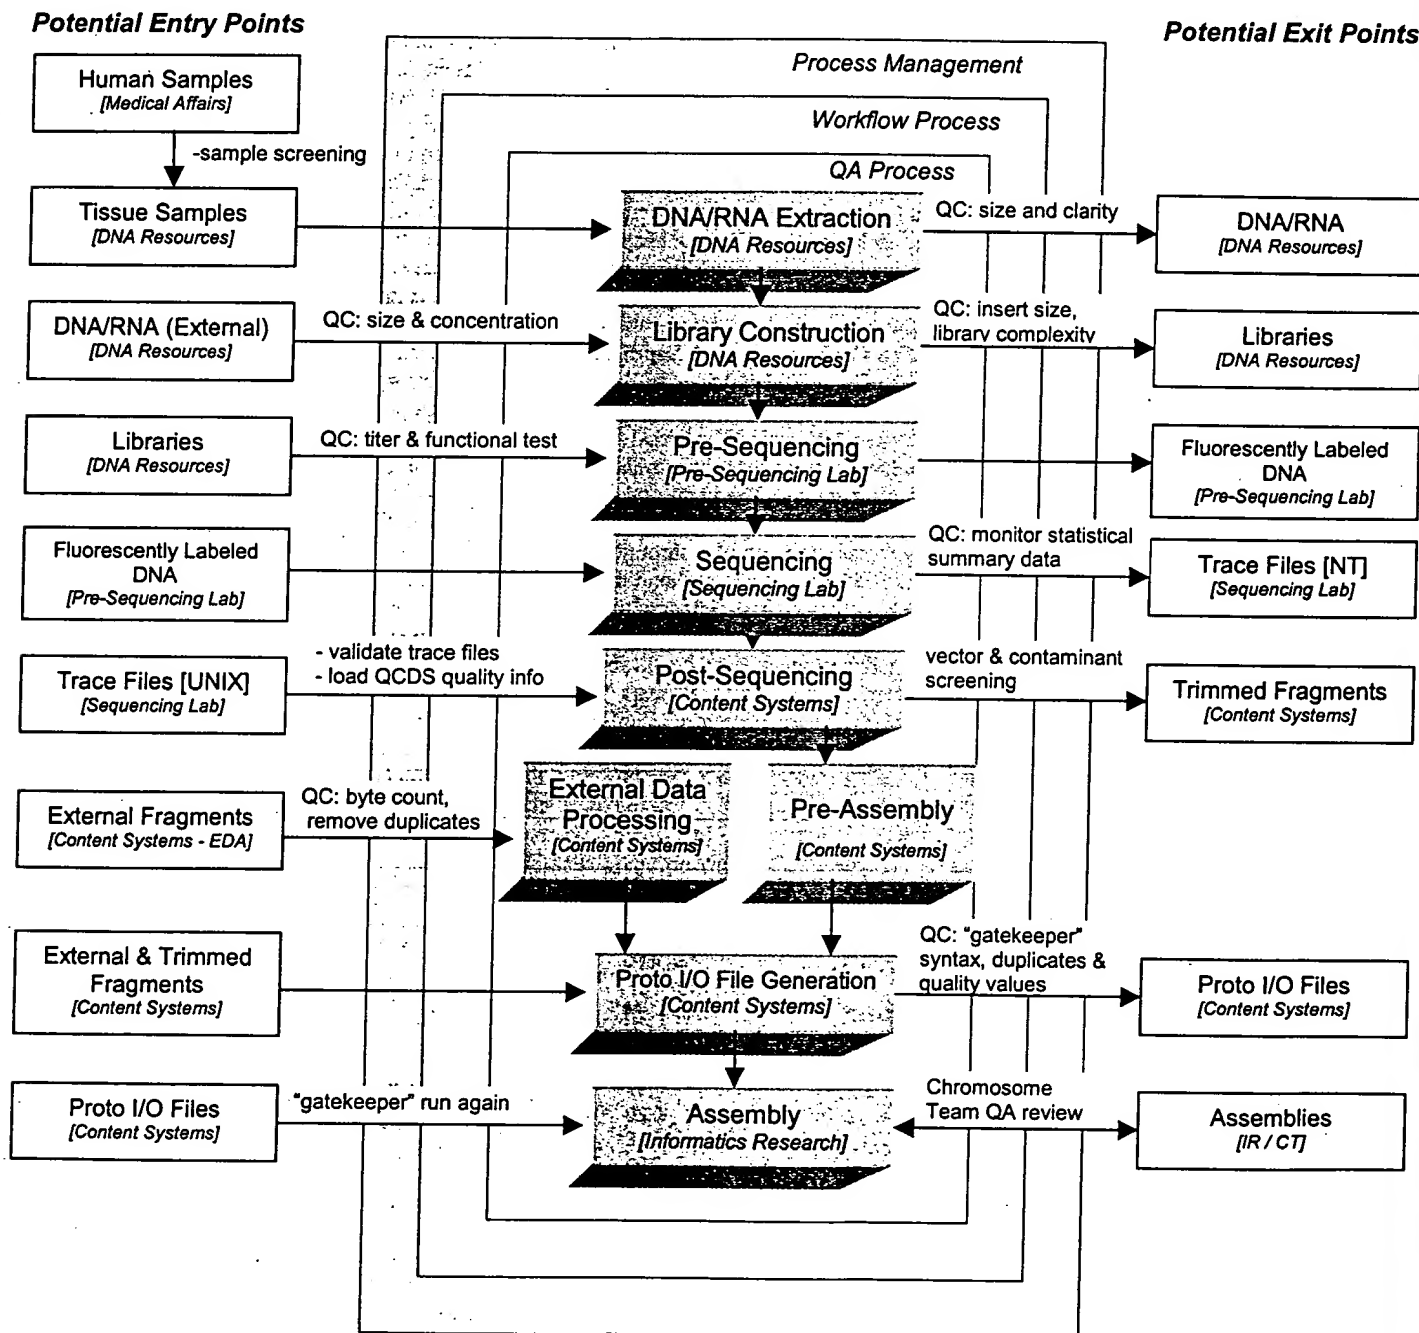 Potential Entry Points
Potential Exit Points
Process Management
Workflow Process
QA Process
Human Samples
[Medical Affairs]
-sample screening
Tissue Samples
[DNA Resources]
DNA/RNA Extraction
[DNA Resources]
QC: size and clarity
DNA/RNA
[DNA Resources]
DNA/RNA (External)
[DNA Resources]
QC: size & concentration
Library Construction
[DNA Resources]
QC: insert size,
library complexity
Libraries
[DNA Resources]
Libraries
[DNA Resources]
QC: titer & functional test
Pre-Sequencing
[Pre-Sequencing Lab]
Fluorescently Labeled
DNA
[Pre-Sequencing Lab]
Fluorescently Labeled
DNA
[Pre-Sequencing Lab]
Sequencing
[Sequencing Lab]
QC: monitor statistical
summary data
Trace Files [NT]
[Sequencing Lab]
Trace Files [UNIX]
[Sequencing Lab]
- validate trace files
- load QCDS quality info
Post-Sequencing
[Content Systems]
vector & contaminant
screening
Trimmed Fragments
[Content Systems]
External Fragments
[Content Systems - EDA]
QC: byte count,
remove duplicates
External Data
Processing
[Content Systems]
Pre-Assembly
[Content Systems]
External & Trimmed
Fragments
[Content Systems]
Proto I/O File Generation
[Content Systems]
QC: "gatekeeper"
syntax, duplicates &
quality values
Proto I/O Files
[Content Systems]
Proto I/O Files
[Content Systems]
"gatekeeper" run again
Assembly
[Informatics Research]
Chromosome
Team QA review
Assemblies
[IR / CT]